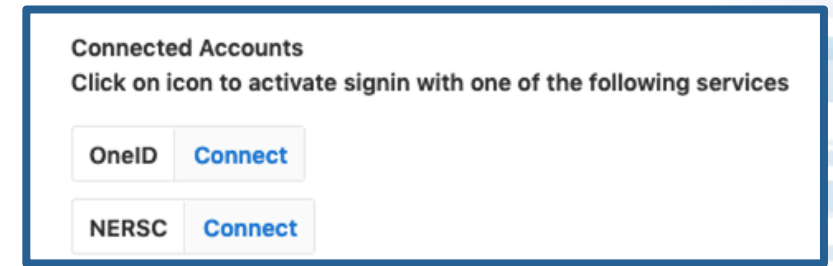 Connected Accounts
Click on icon to activate signin with one of the following services
OneID Connect
NERSC Connect